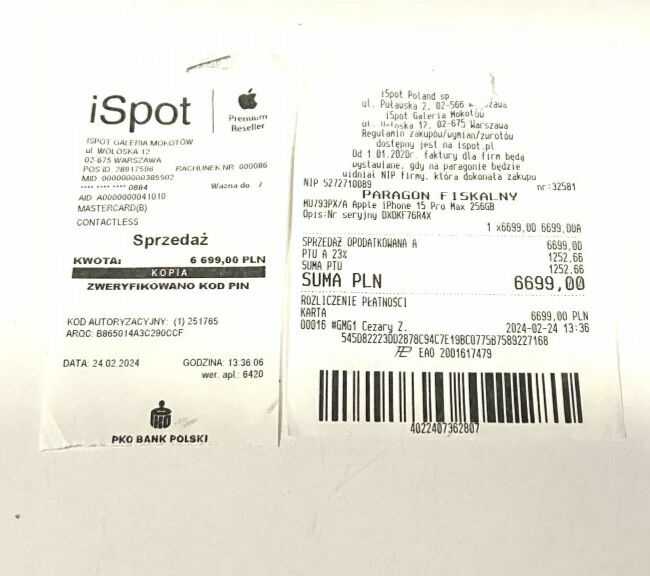 iSpot
Premium
Reseller
ISPOT GALERIA MOKOTÓW
ul WOLOSKA 12
02-675 WARSZAWA
POS ID 28917506 RACHUNEK NR 000086
MID 000000000385502
**** **** **** 0884 Ważna do /
AID A0000000041010
MASTERCARD(B)
CONTACTLESS
Sprzedaż
KWOTA: 6 699,00 PLN
KOPIA
ZWERYFIKOWANO KOD PIN
KOD AUTORYZACYJNY: (1) 251765
ARQC: B865014A3C290CCF
DATA: 24.02.2024 GODZINA: 13:36:06
wer. apl.: 6420
PKO BANK POLSKI
iSpot Poland sp
ul. Puławska 2, 02-566
iSpot Galeria Mokotów
ul. 12, 02-675 Warszawa
Regulamin zakupów/wymian/zwrotów
dostępny jest na ispot.pl
Od 1.01.2020r. faktury dla firm będą
wystawiane, gdy na paragonie będzie
widniał NIP firmy, która dokonała zakupu
NIP 5272710089 nr:32581
PARAGON FISKALNY
MU793PX/A Apple iPhone 15 Pro Max 256GB
Opis:Nr seryjny DXDKF76R4X
1 x6699,00 6699,00A
SPRZEDAŻ OPODATKOWANA A 6699,00
PTU A 23% 1252,66
SUMA PTU 1252,66
SUMA PLN 6699,00
ROZLICZENIE PŁATNOŚCI
KARTA 6699,00 PLN
00016 #GMG1 Cezary Z. 2024-02-24 13:36
545D82223DD2878C94C7E19BC0775B7589227168
EAO 2001617479
4022407362807